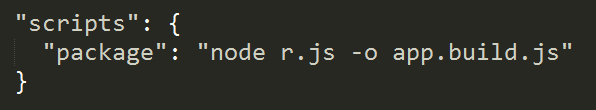 "scripts": {
  "package": "node r.js -o app.build.js"
}